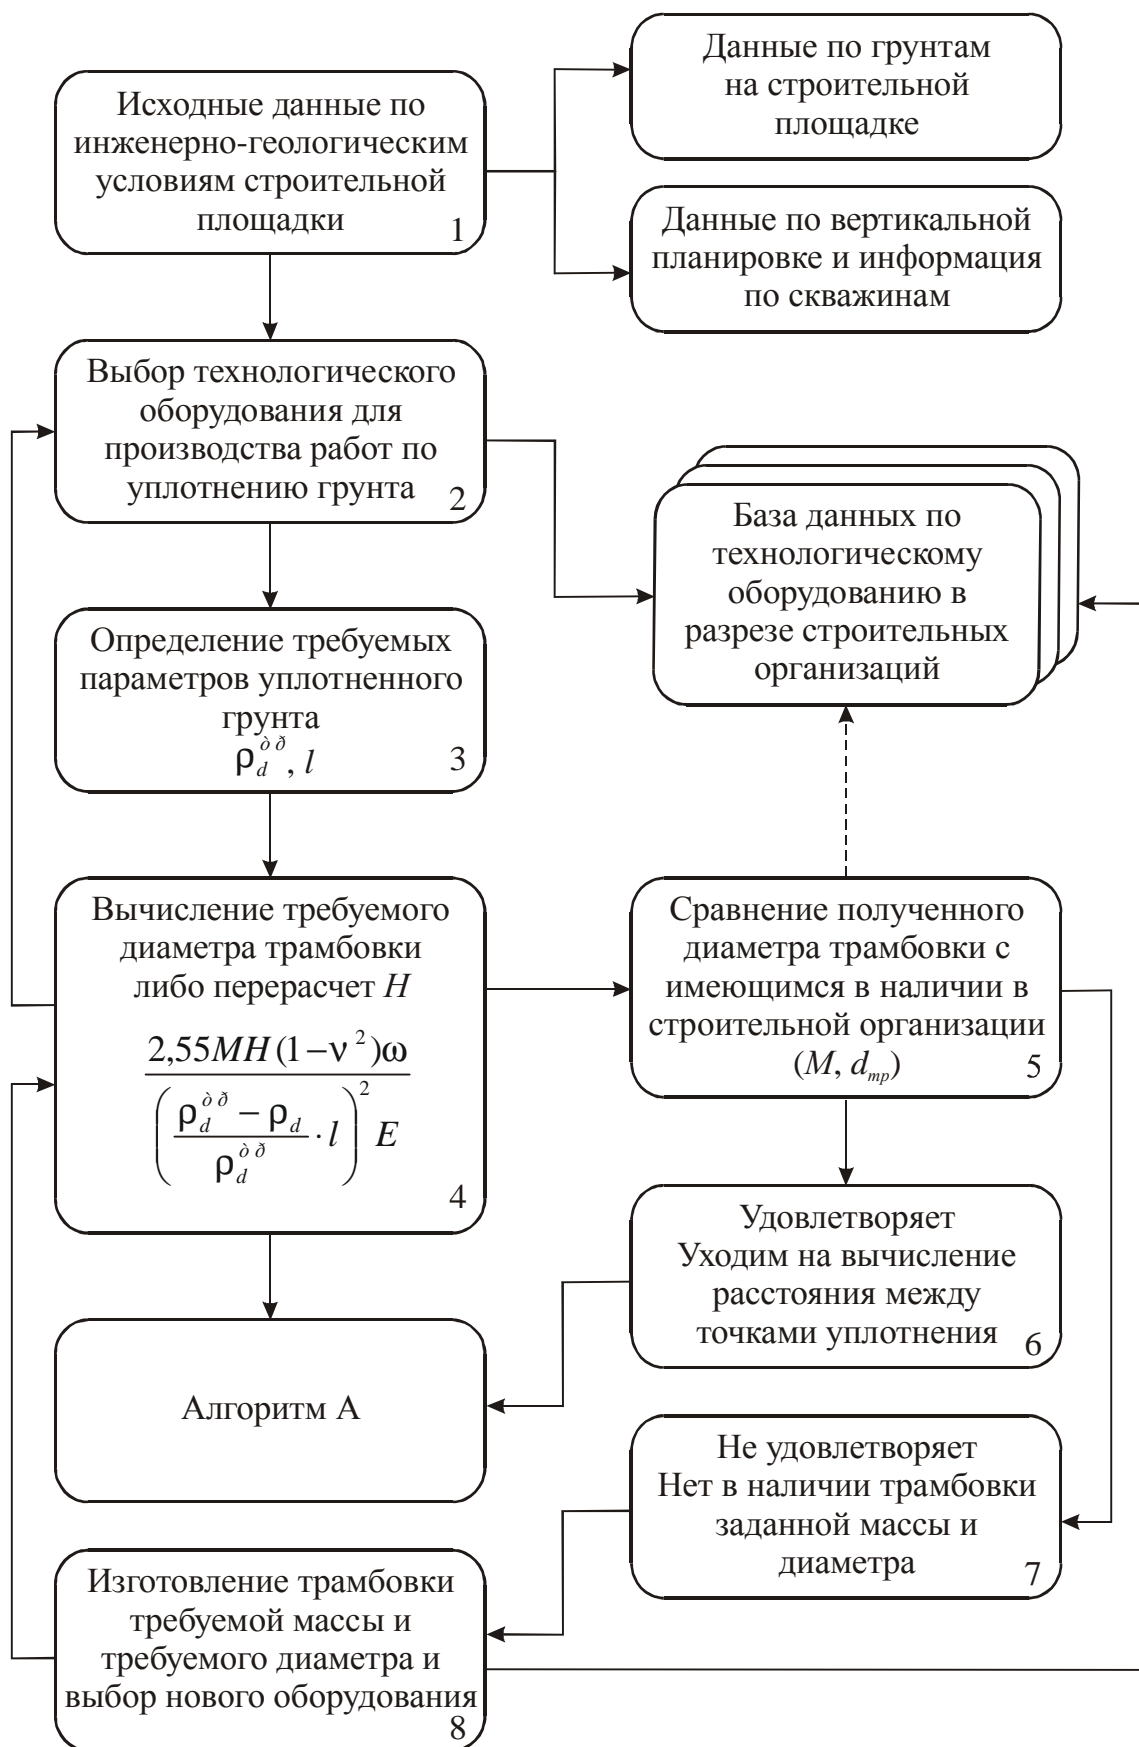 Исходные данные по
инженерно-геологическим
условиям строительной
площадки
1
Данные по грунтам
на строительной
площадке
Данные по вертикальной
планировке и информация
по скважинам
Выбор технологического
оборудования для
производства работ по
уплотнению грунта
2
База данных по
технологическому
оборудованию в
разрезе строительных
организаций
Определение требуемых
параметров уплотненного
грунта
ρ_d^{ò ð}, l
3
Вычисление требуемого
диаметра трамбовки
либо перерасчет H
2,55MH(1−ν²)ω
(ρ_d^{ò ð} − ρ_d
ρ_d^{ò ð} · l)² E
4
Сравнение полученного
диаметра трамбовки с
имеющимся в наличии в
строительной организации
(M, d_{тр})
5
Удовлетворяет
Уходим на вычисление
расстояния между
точками уплотнения
6
Алгоритм А
Не удовлетворяет
Нет в наличии трамбовки
заданной массы и
диаметра
7
Изготовление трамбовки
требуемой массы и
требуемого диаметра и
выбор нового оборудования
8